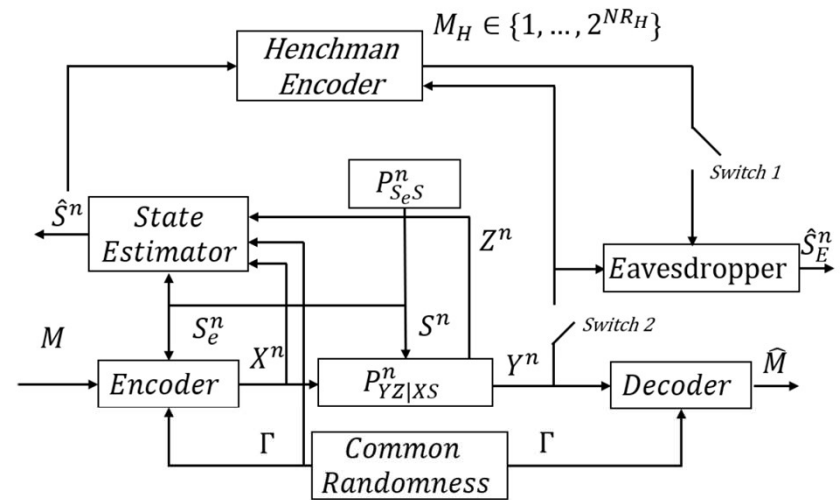 M_H ∈ {1, …, 2^{NR_H}}
Henchman
Encoder
Switch 1
P^n_{S_eS}
Ŝ^n
State
Estimator
Z^n
Eavesdropper
Ŝ^n_E
S^n_e
S^n
Switch 2
M
X^n
Y^n
M̂
Encoder
P^n_{YZ|XS}
Decoder
Γ
Common
Randomness
Γ